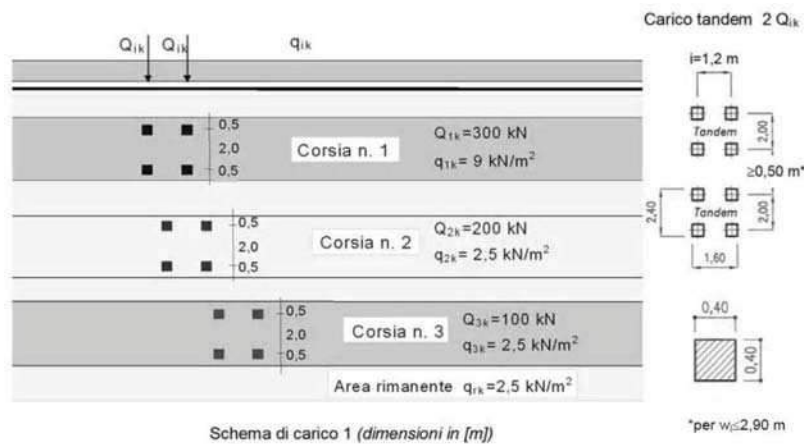 Carico tandem 2 Qik
Qik Qik qik
i=1,2 m
0,5
2,0
0,5
Corsia n. 1
Q1k=300 kN
q1k= 9 kN/m²
Tandem
2,00
≥0,50 m*
0,5
2,0
0,5
Corsia n. 2
Q2k=200 kN
q2k= 2,5 kN/m²
2,40
Tandem
2,00
1,60
0,5
2,0
0,5
Corsia n. 3
Q3k=100 kN
q3k= 2,5 kN/m²
0,40
0,40
Area rimanente qrk=2,5 kN/m²
Schema di carico 1 (dimensioni in [m])
*per wl≤2,90 m